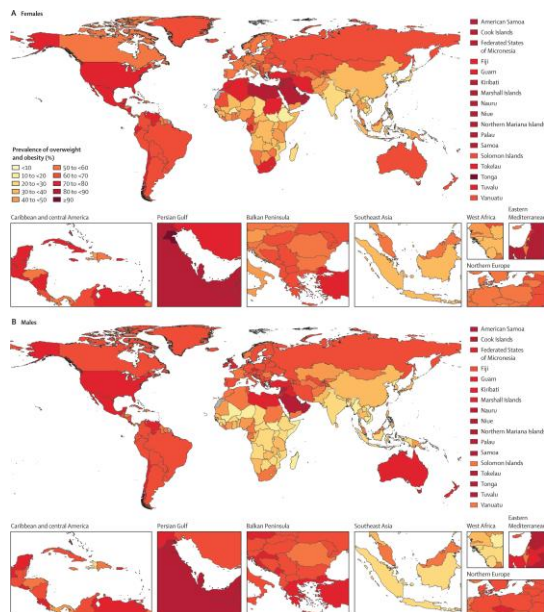 A Females
American Samoa
Cook Islands
Federated States
of Micronesia
Fiji
Guam
Kiribati
Marshall Islands
Nauru
Niue
Northern Mariana Islands
Palau
Samoa
Solomon Islands
Tokelau
Tonga
Tuvalu
Vanuatu
Prevalence of overweight
and obesity (%)
<10
10 to <20
20 to <30
30 to <40
40 to <50
50 to <60
60 to <70
70 to <80
80 to <90
≥90
Caribbean and central America
Persian Gulf
Balkan Peninsula
Southeast Asia
West Africa
Eastern
Mediterranean
Northern Europe
B Males
American Samoa
Cook Islands
Federated States
of Micronesia
Fiji
Guam
Kiribati
Marshall Islands
Nauru
Niue
Northern Mariana Islands
Palau
Samoa
Solomon Islands
Tokelau
Tonga
Tuvalu
Vanuatu
Caribbean and central America
Persian Gulf
Balkan Peninsula
Southeast Asia
West Africa
Eastern
Mediterranean
Northern Europe